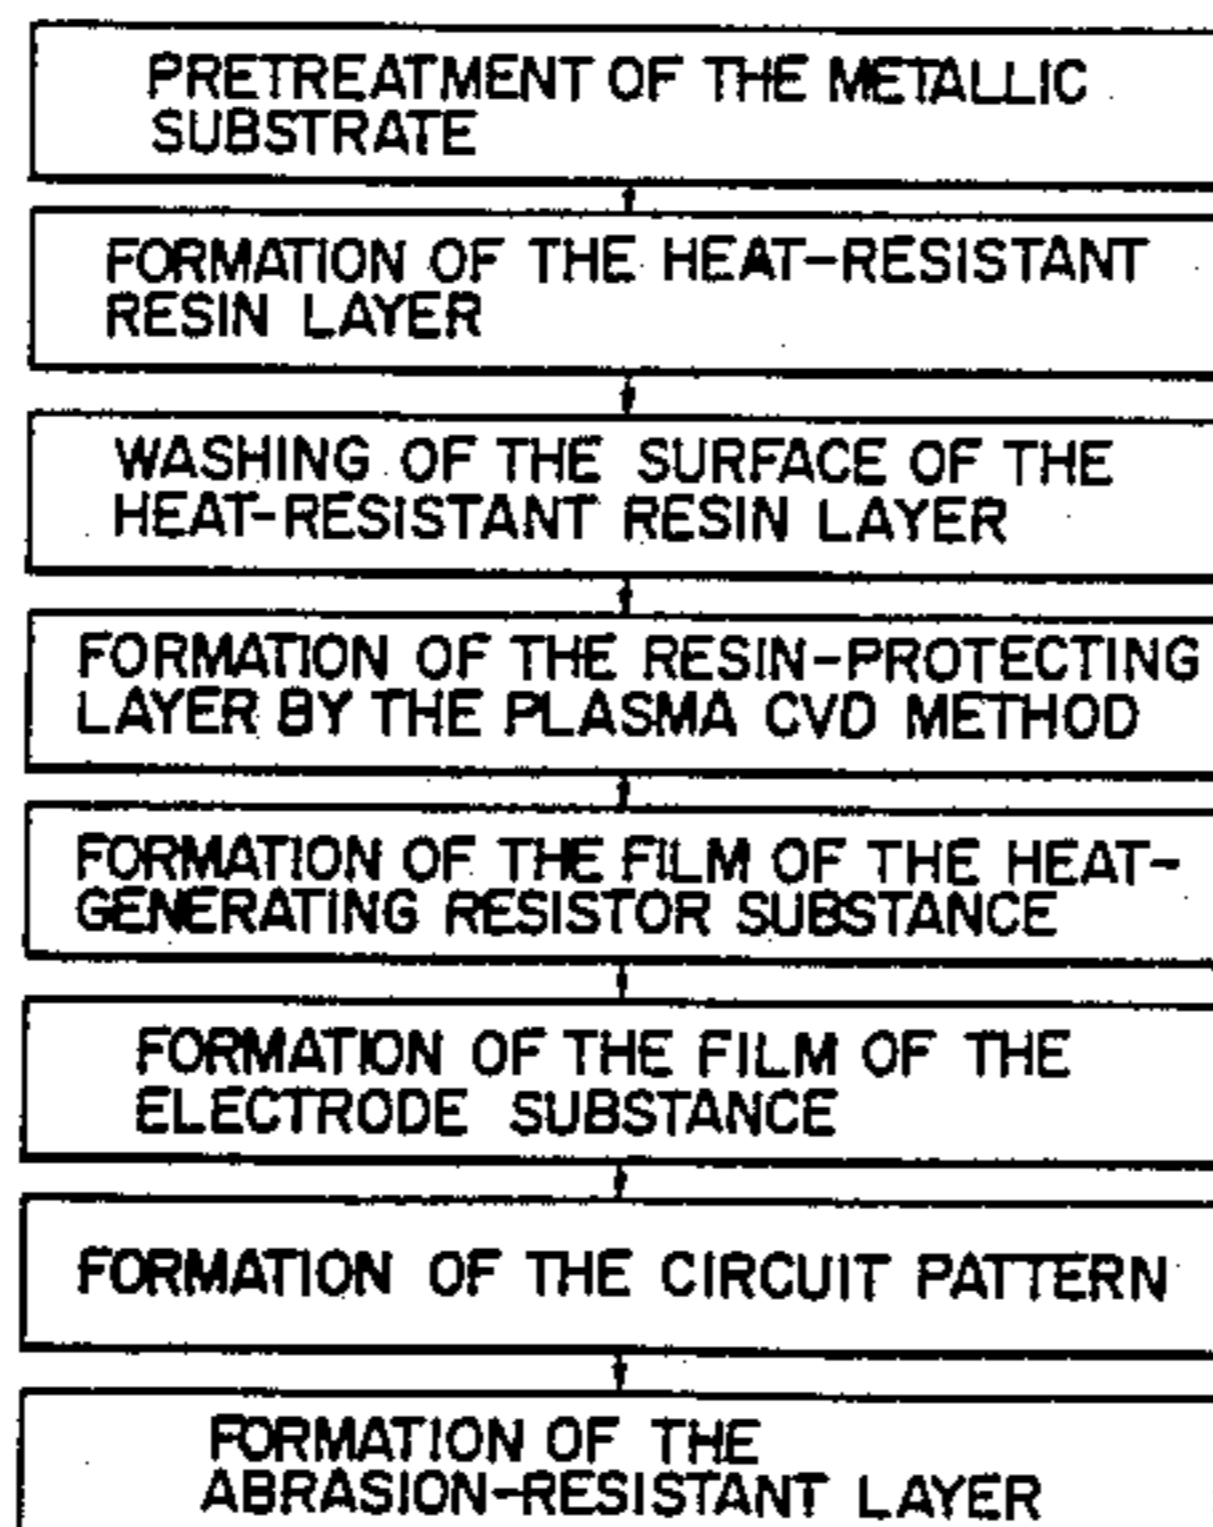 PRETREATMENT OF THE METALLIC
SUBSTRATE
FORMATION OF THE HEAT-RESISTANT
RESIN LAYER
WASHING OF THE SURFACE OF THE
HEAT-RESISTANT RESIN LAYER
FORMATION OF THE RESIN-PROTECTING
LAYER BY THE PLASMA CVD METHOD
FORMATION OF THE FILM OF THE HEAT-
GENERATING RESISTOR SUBSTANCE
FORMATION OF THE FILM OF THE
ELECTRODE SUBSTANCE
FORMATION OF THE CIRCUIT PATTERN
FORMATION OF THE
ABRASION-RESISTANT LAYER